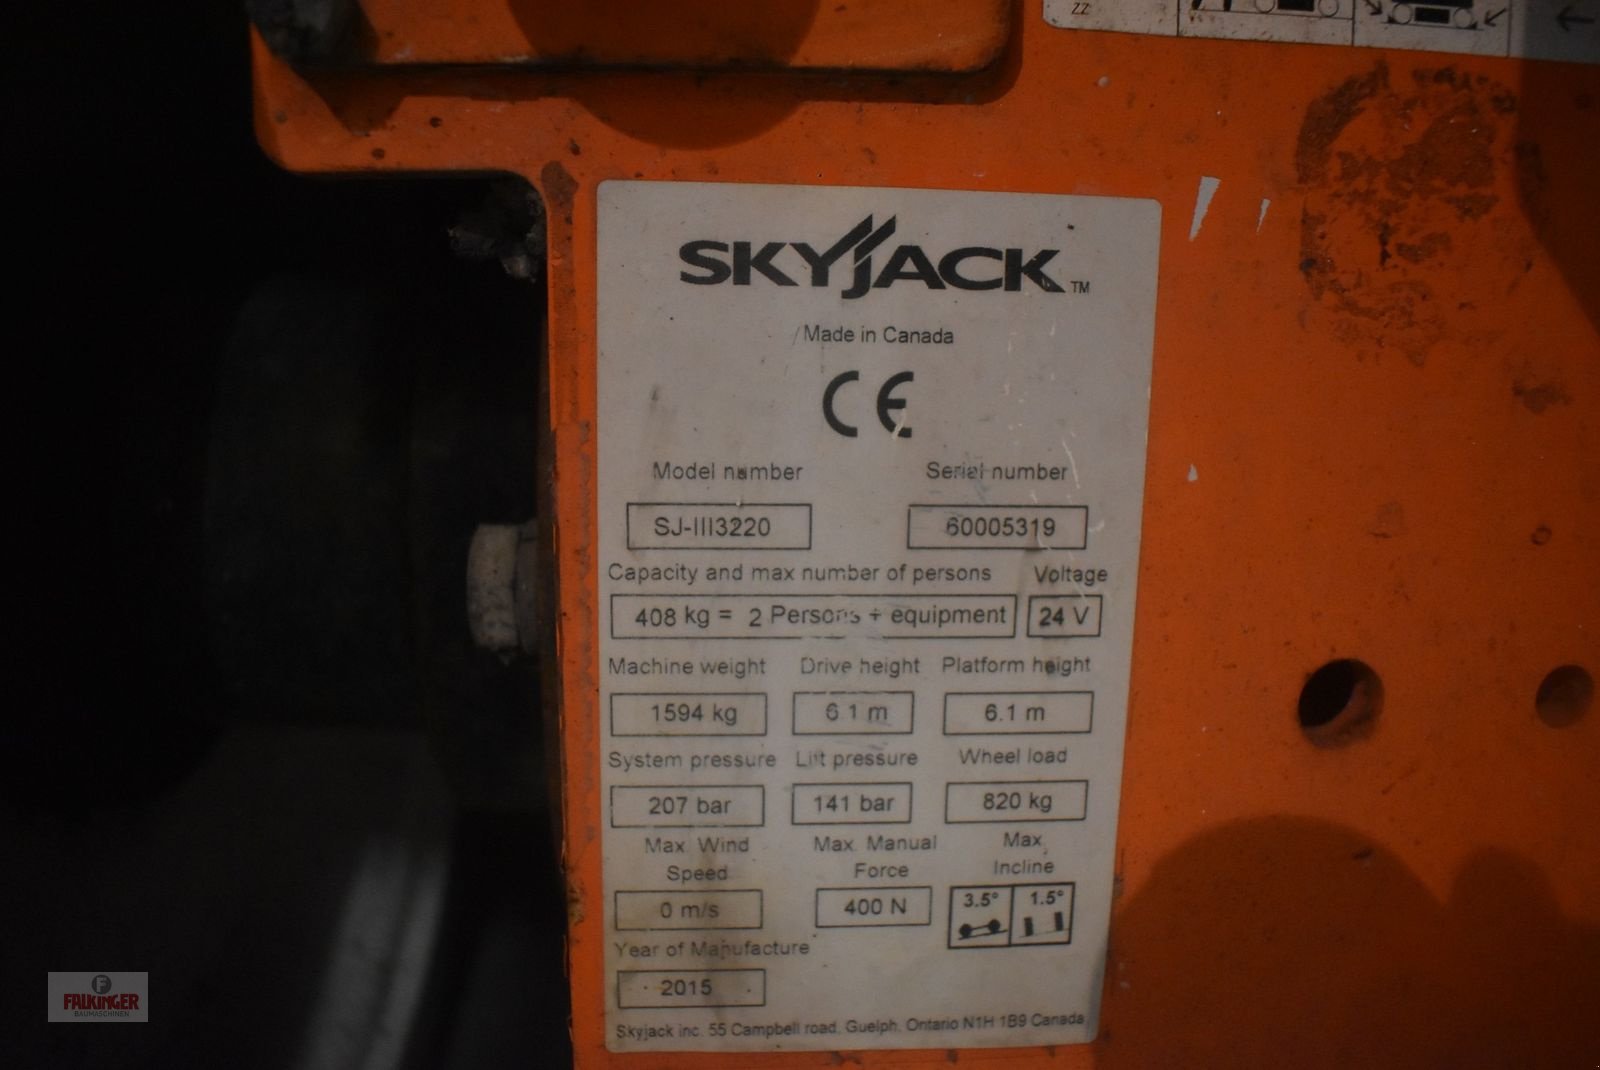 ZZ
SKYJACK TM
Made in Canada
CE
Model number Serial number
SJ-III3220 60005319
Capacity and max number of persons Voltage
408 kg = 2 Persons + equipment 24 V
Machine weight Drive height Platform height
1594 kg 6.1 m 6.1 m
System pressure Lift pressure Wheel load
207 bar 141 bar 820 kg
Max. Wind Max. Manual Max.
Speed Force Incline
0 m/s 400 N 3.5° 1.5°
Year of Manufacture
2015
Skyjack inc. 55 Campbell road, Guelph, Ontario N1H 1B9 Canada
F
FALKINGER
BAUMASCHINEN